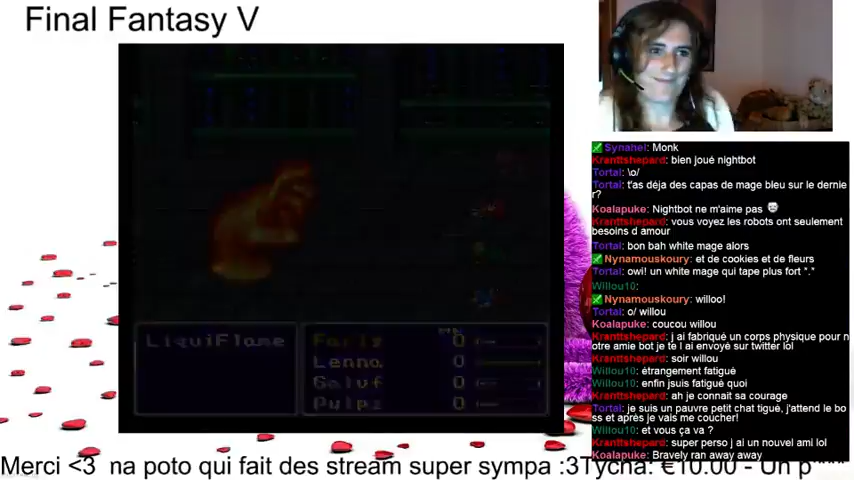 Final Fantasy V
LiquiFlame
Faris 0
Lenna 0
Galuf 0
Pulpz 0
Synahel: Monk
Kranttshepard: bien joué nightbot
Tortal: \o/
Tortal: t'as déja des capas de mage bleu sur le dernie
r?
Koalapuke: Nightbot ne m'aime pas
Kranttshepard: vous voyez les robots ont seulement
besoins d amour
Tortal: bon bah white mage alors
Nynamouskoury: et de cookies et de fleurs
Tortal: owi! un white mage qui tape plus fort *.*
Willou10:
Nynamouskoury: willoo!
Tortal: o/ willou
Koalapuke: coucou willou
Kranttshepard: j ai fabriqué un corps physique pour n
otre amie bot je te l ai envoyé sur twitter lol
Kranttshepard: soir willou
Willou10: étrangement fatigué
Willou10: enfin jsuis fatigué quoi
Kranttshepard: ah je connait sa courage
Tortal: je suis un pauvre petit chat tigué, j'attend le bo
ss et après je vais me coucher!
Willou10: et vous ça va ?
Kranttshepard: super perso j ai un nouvel ami lol
Koalapuke: Bravely ran away away
Merci <3 na poto qui fait des stream super sympa :3Tycha: €10.00 - Un p